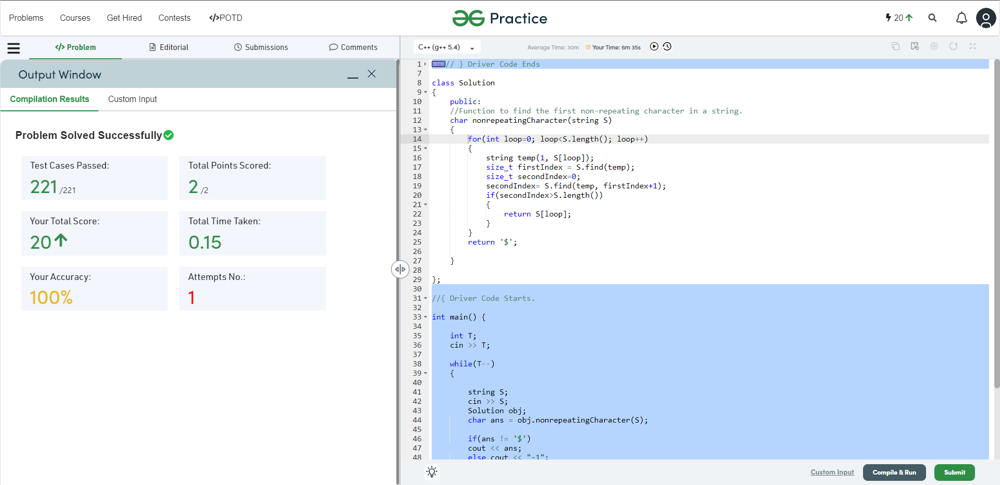 Problems Courses Get Hired Contests </>POTD
Practice
20
</> Problem Editorial Submissions Comments
Output Window
Compilation Results Custom Input
Problem Solved Successfully
Test Cases Passed:
221 /221
Total Points Scored:
2 /2
Your Total Score:
20
Total Time Taken:
0.15
Your Accuracy:
100%
Attempts No.:
1
C++ (g++ 5.4) Average Time: 30m Your Time: 6m 35s
1 // } Driver Code Ends
7
8 class Solution
9 {
10 public:
11 //Function to find the first non-repeating character in a string.
12 char nonrepeatingCharacter(string S)
13 {
14 for(int loop=0; loop<S.length(); loop++)
15 {
16 string temp(1, S[loop]);
17 size_t firstIndex = S.find(temp);
18 size_t secondIndex=0;
19 secondIndex= S.find(temp, firstIndex+1);
20 if(secondIndex>S.length())
21 {
22 return S[loop];
23 }
24 }
25 return '$';
26
27 }
28
29 };
30
31 //{ Driver Code Starts.
32
33 int main() {
34
35 int T;
36 cin >> T;
37
38 while(T--)
39 {
40
41 string S;
42 cin >> S;
43 Solution obj;
44 char ans = obj.nonrepeatingCharacter(S);
45
46 if(ans != '$')
47 cout << ans;
48 else cout << "-1";
Custom Input Compile & Run Submit